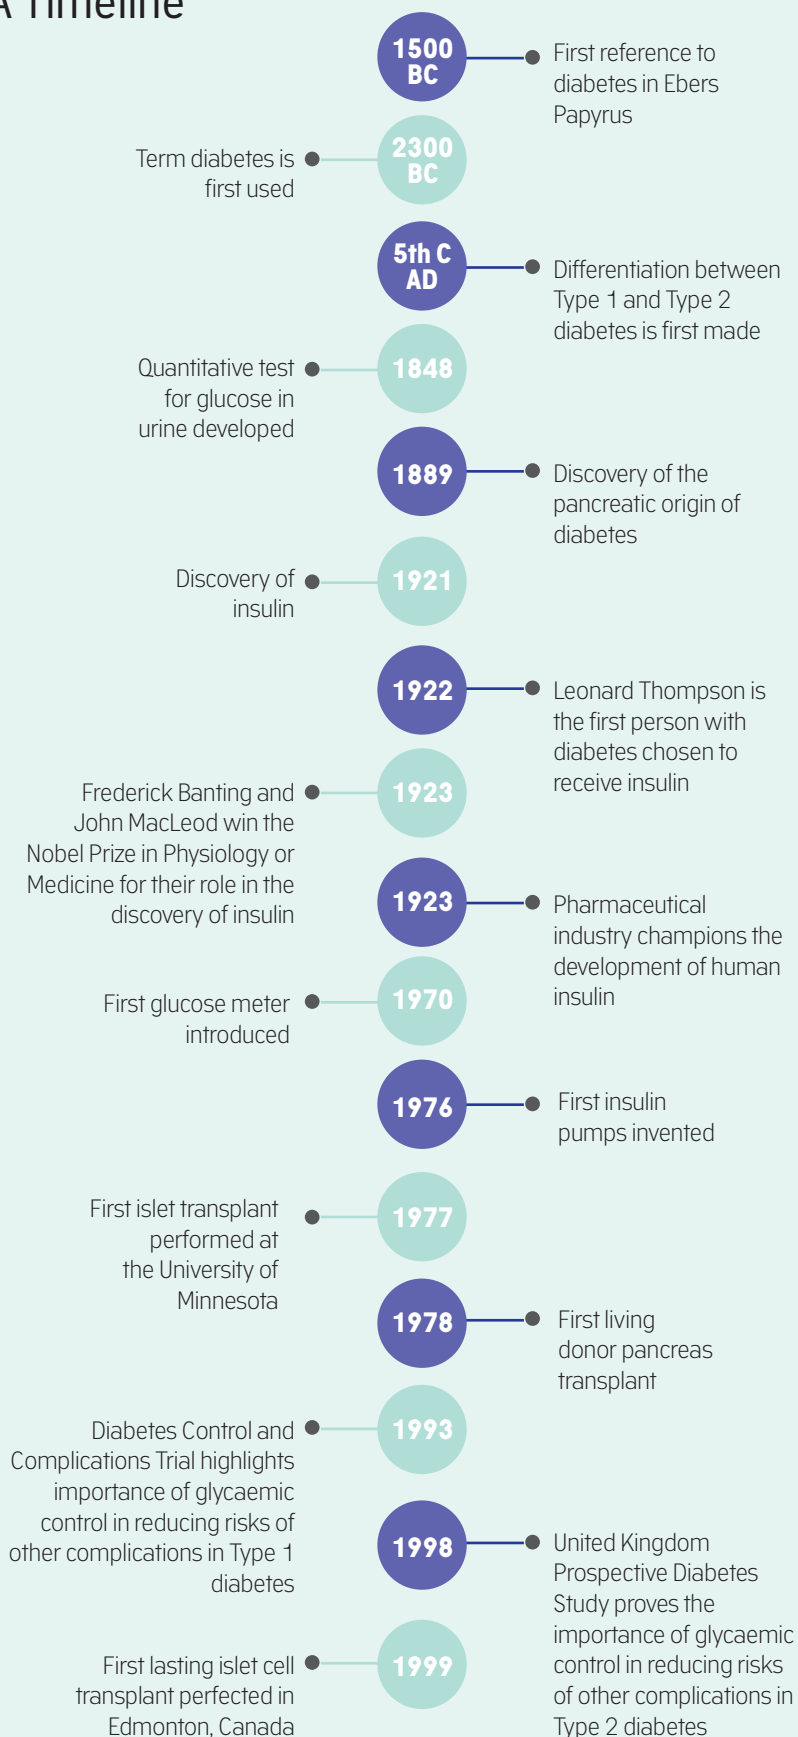 A Timeline
1500
BC
First reference to
diabetes in Ebers
Papyrus
Term diabetes is
first used
2300
BC
5th C
AD
Differentiation between
Type 1 and Type 2
diabetes is first made
Quantitative test
for glucose in
urine developed
1848
1889
Discovery of the
pancreatic origin of
diabetes
Discovery of
insulin
1921
1922
Leonard Thompson is
the first person with
diabetes chosen to
receive insulin
Frederick Banting and
John MacLeod win the
Nobel Prize in Physiology or
Medicine for their role in the
discovery of insulin
1923
1923
Pharmaceutical
industry champions the
development of human
insulin
First glucose meter
introduced
1970
1976
First insulin
pumps invented
First islet transplant
performed at
the University of
Minnesota
1977
1978
First living
donor pancreas
transplant
Diabetes Control and
Complications Trial highlights
importance of glycaemic
control in reducing risks of
other complications in Type 1
diabetes
1993
1998
United Kingdom
Prospective Diabetes
Study proves the
importance of glycaemic
control in reducing risks
of other complications in
Type 2 diabetes
First lasting islet cell
transplant perfected in
Edmonton, Canada
1999